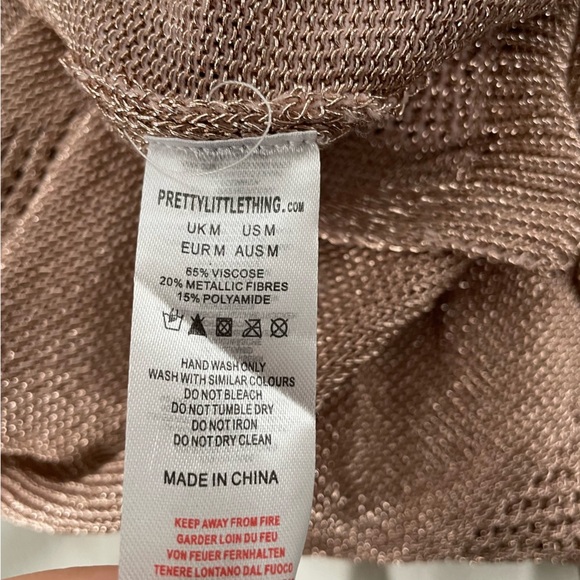 PRETTYLITTLETHING.COM
UK M US M
EUR M AUS M
65% VISCOSE
20% METALLIC FIBRES
15% POLYAMIDE
HAND WASH ONLY
WASH WITH SIMILAR COLOURS
DO NOT BLEACH
DO NOT TUMBLE DRY
DO NOT IRON
DO NOT DRY CLEAN
MADE IN CHINA
KEEP AWAY FROM FIRE
GARDER LOIN DU FEU
VON FEUER FERNHALTEN
TENERE LONTANO DAL FUOCO